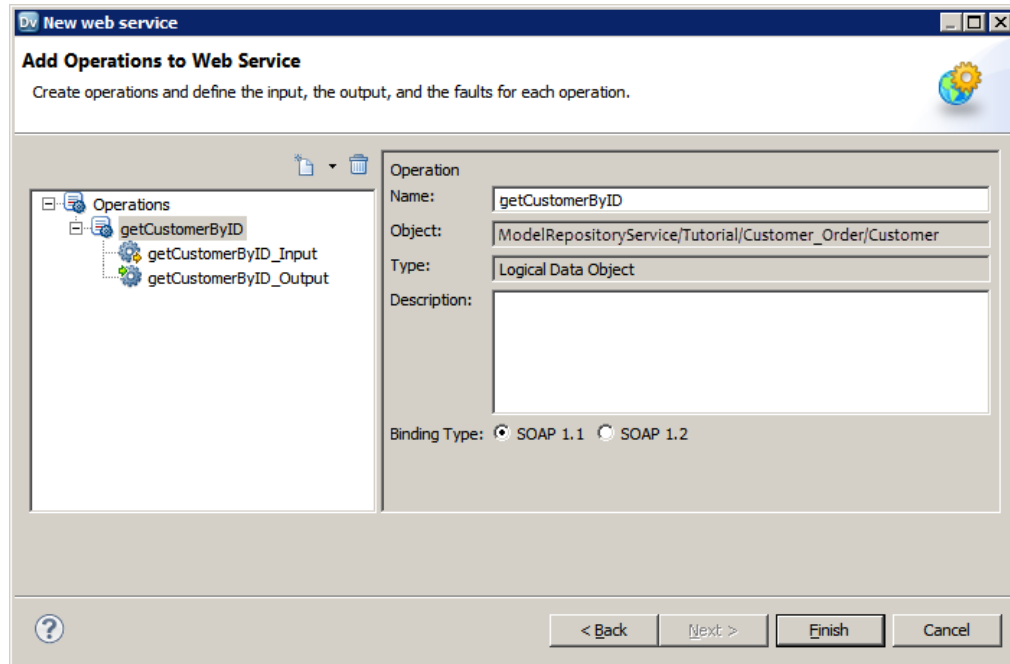 Dv New web service
Add Operations to Web Service
Create operations and define the input, the output, and the faults for each operation.
Operations
getCustomerByID
getCustomerByID_Input
getCustomerByID_Output
Operation
Name: getCustomerByID
Object: ModelRepositoryService/Tutorial/Customer_Order/Customer
Type: Logical Data Object
Description:
Binding Type: SOAP 1.1 SOAP 1.2
?
< Back Next > Finish Cancel